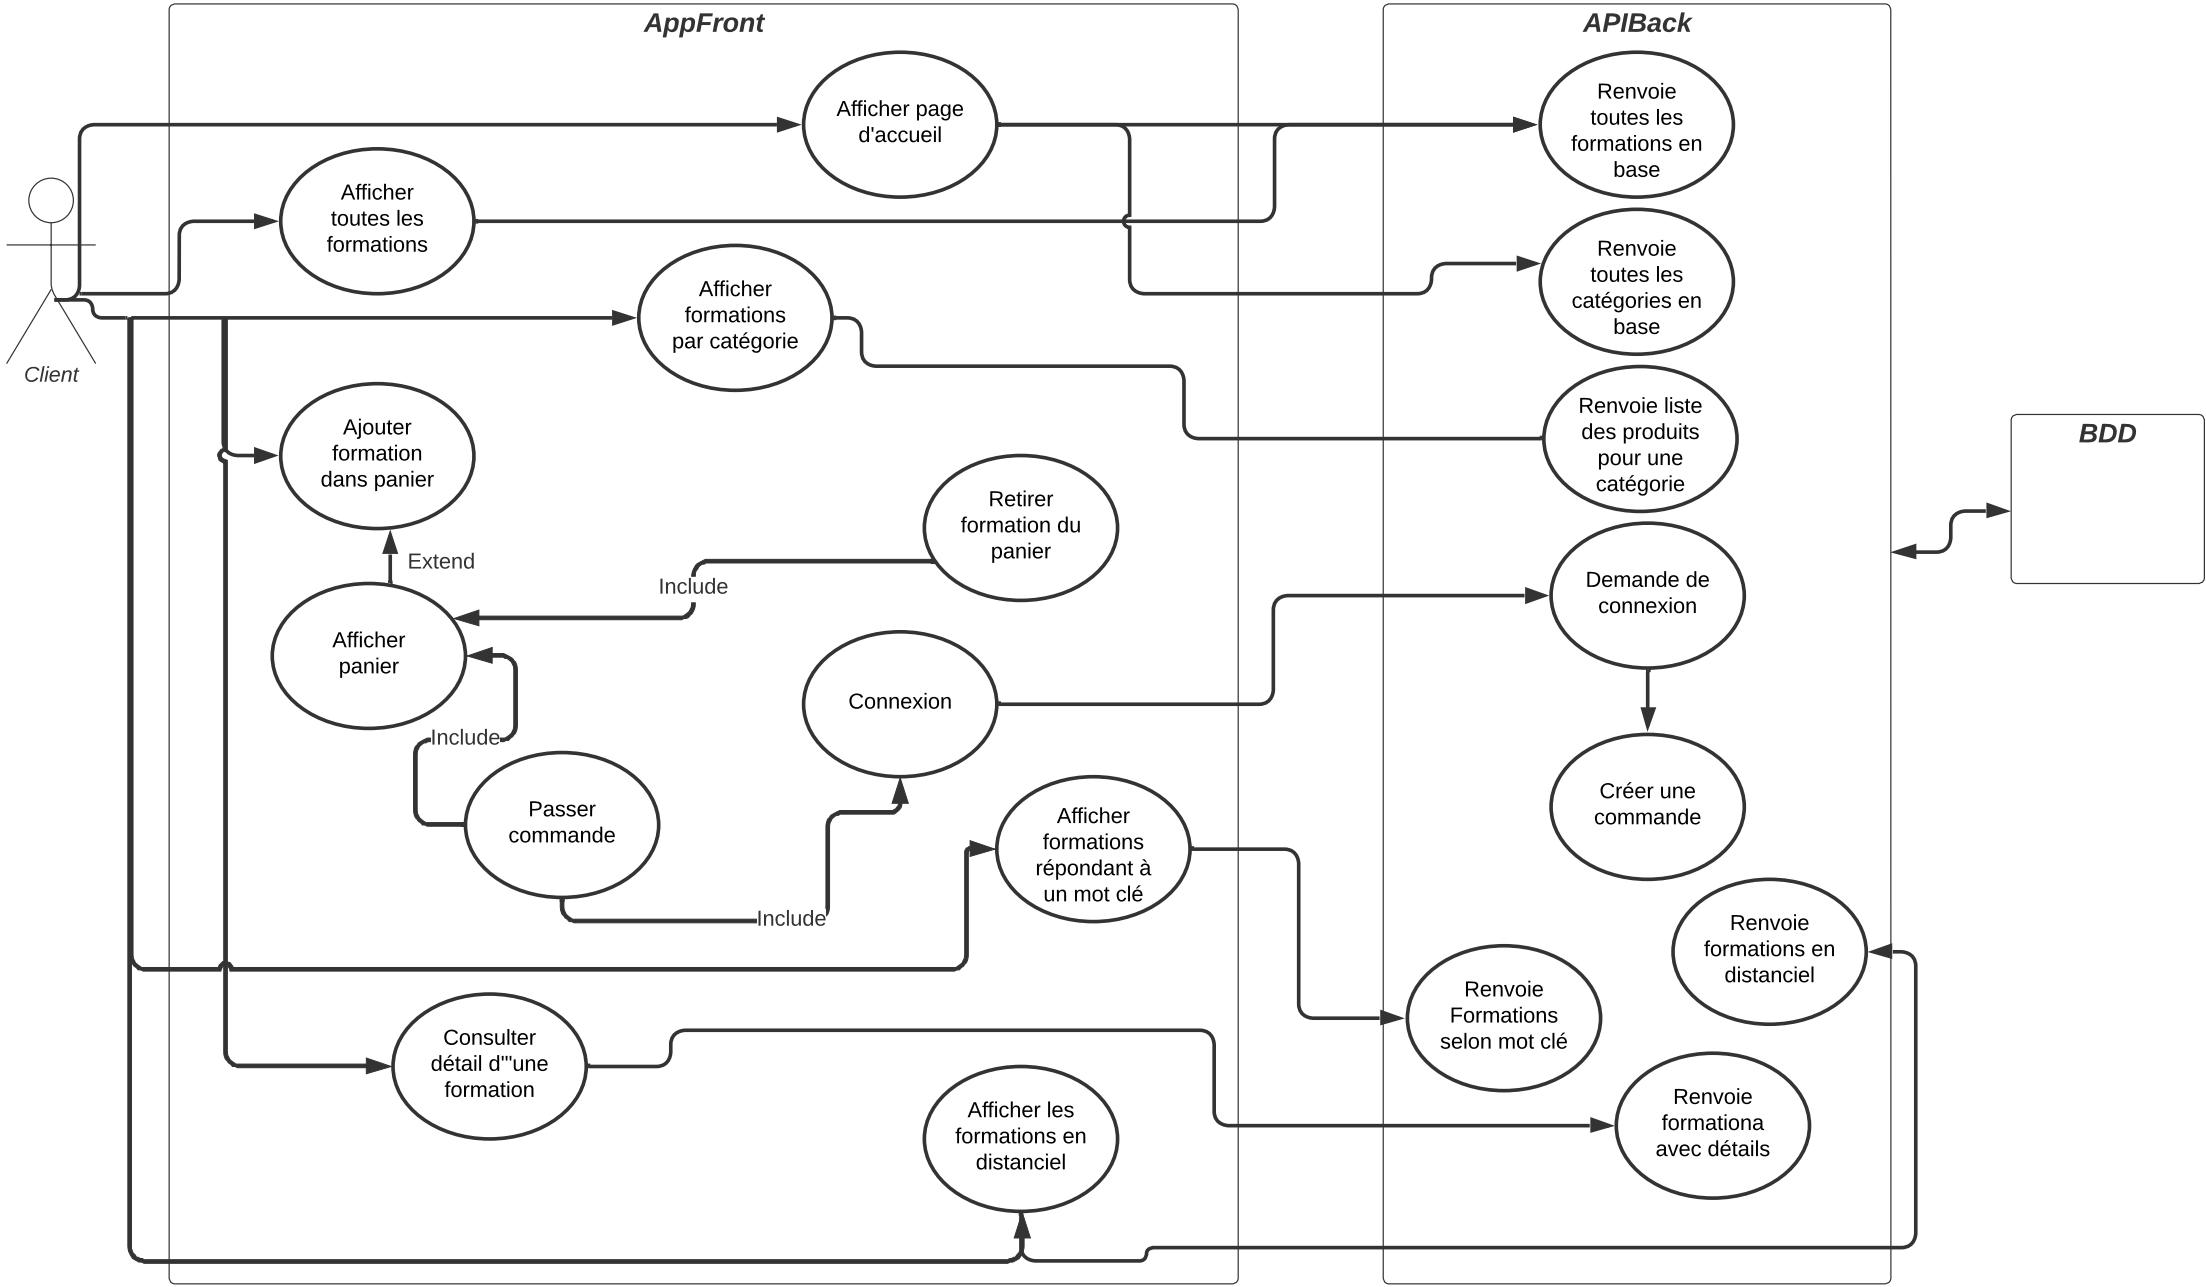 AppFront
APIBack
Afficher page
d'accueil
Renvoie
toutes les
formations en
base
Afficher
toutes les
formations
Renvoie
toutes les
catégories en
base
Afficher
formations
par catégorie
Client
Ajouter
formation
dans panier
Renvoie liste
des produits
pour une
catégorie
BDD
Retirer
formation du
panier
Extend
Include
Demande de
connexion
Afficher
panier
Connexion
Include
Passer
commande
Créer une
commande
Afficher
formations
répondant à
un mot clé
Include
Renvoie
formations en
distanciel
Renvoie
Formations
selon mot clé
Consulter
détail d'"une
formation
Afficher les
formations en
distanciel
Renvoie
formationa
avec détails